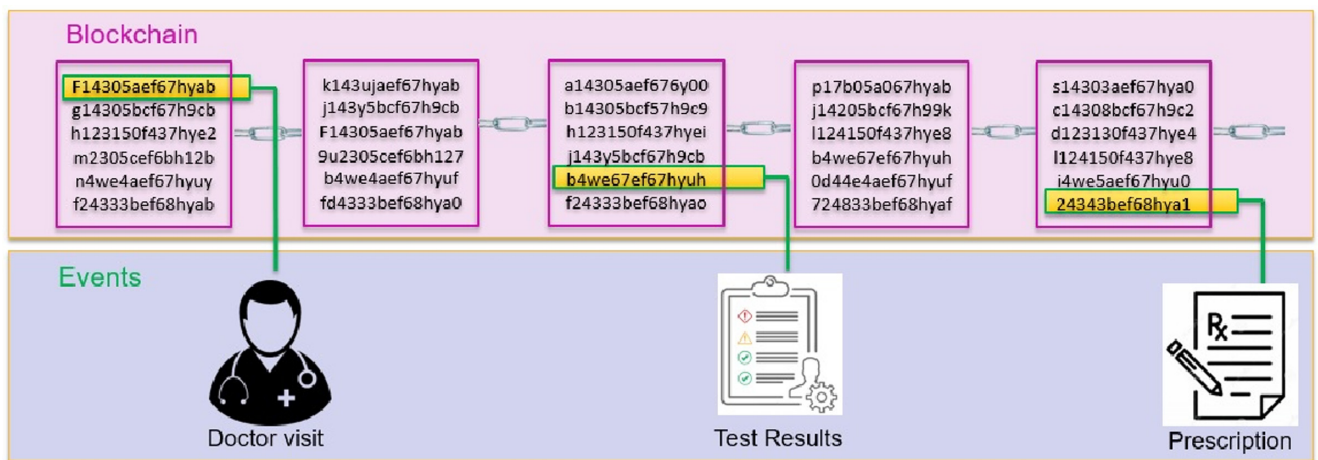 Blockchain
F14305aef67hyab
g14305bcf67h9cb
h123150f437hye2
m2305cef6bh12b
n4we4aef67hyuy
f24333bef68hyab
k143ujaef67hyab
j143y5bcf67h9cb
F14305aef67hyab
9u2305cef6bh127
b4we4aef67hyuf
fd4333bef68hya0
a14305aef676y00
b14305bcf57h9c9
h123150f437hyei
j143y5bcf67h9cb
b4we67ef67hyuh
f24333bef68hyao
p17b05a067hyab
j14205bcf67h99k
l124150f437hye8
b4we67ef67hyuh
0d44e4aef67hyuf
724833bef68hyaf
s14303aef67hya0
c14308bcf67h9c2
d123130f437hye4
l124150f437hye8
i4we5aef67hyu0
24343bef68hya1
Events
Rx
Doctor visit
Test Results
Prescription